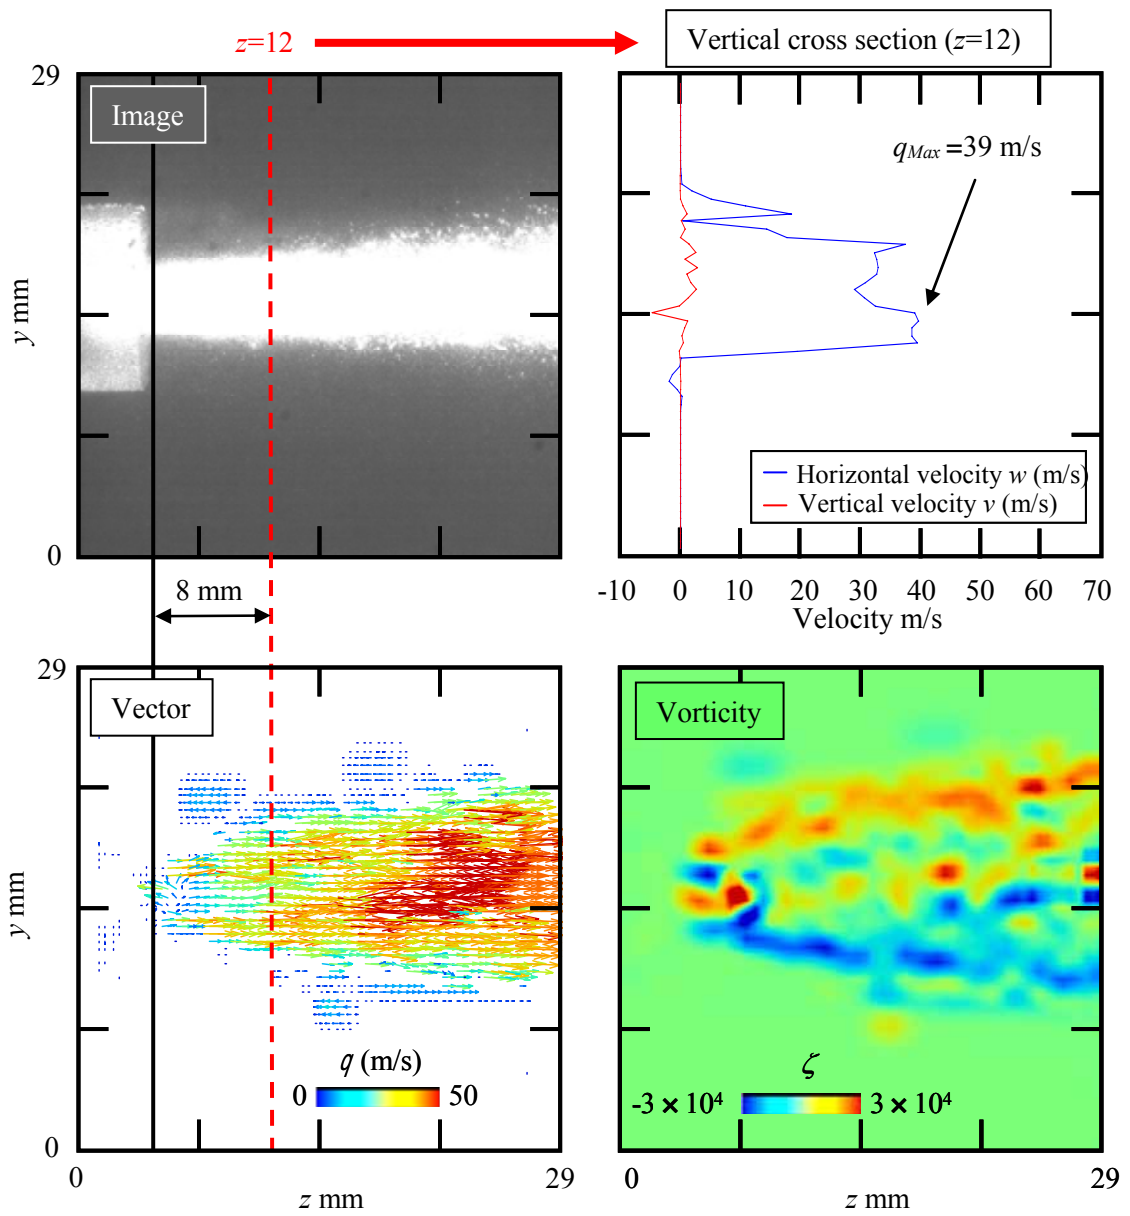 z=12
Vertical cross section (z=12)
29
Image
y mm
0
q_Max =39 m/s
Horizontal velocity w (m/s)
Vertical velocity v (m/s)
-10 0 10 20 30 40 50 60 70
Velocity m/s
8 mm
29
Vector
y mm
q (m/s)
0 50
0
0 29
z mm
Vorticity
ζ
-3 × 10⁴ 3 × 10⁴
0 29
z mm